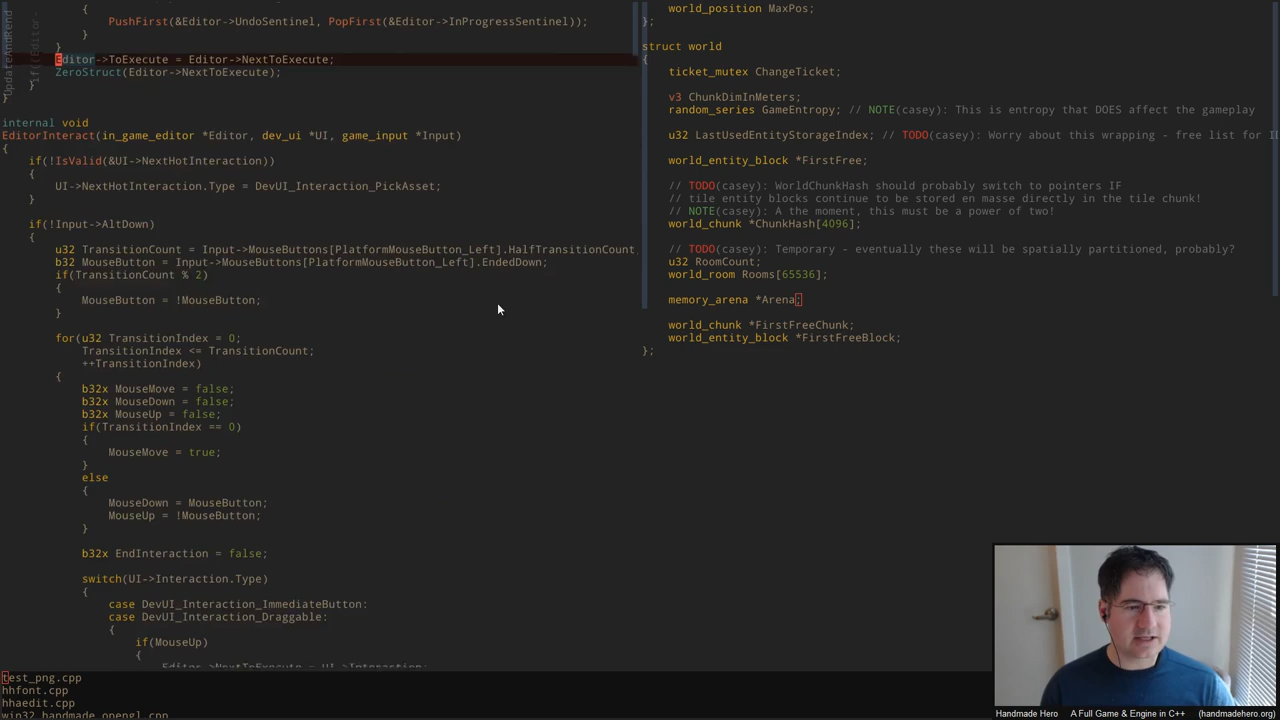 {
PushFirst(&Editor->UndoSentinel, PopFirst(&Editor->InProgressSentinel));
}
}
Editor->ToExecute = Editor->NextToExecute;
ZeroStruct(Editor->NextToExecute);
}
}
internal void
EditorInteract(in_game_editor *Editor, dev_ui *UI, game_input *Input)
{
if(!IsValid(&UI->NextHotInteraction))
{
UI->NextHotInteraction.Type = DevUI_Interaction_PickAsset;
}
if(!Input->AltDown)
{
u32 TransitionCount = Input->MouseButtons[PlatformMouseButton_Left].HalfTransitionCount
b32 MouseButton = Input->MouseButtons[PlatformMouseButton_Left].EndedDown;
if(TransitionCount % 2)
{
MouseButton = !MouseButton;
}
for(u32 TransitionIndex = 0;
TransitionIndex <= TransitionCount;
++TransitionIndex)
{
b32x MouseMove = false;
b32x MouseDown = false;
b32x MouseUp = false;
if(TransitionIndex == 0)
{
MouseMove = true;
}
else
{
MouseDown = MouseButton;
MouseUp = !MouseButton;
}
b32x EndInteraction = false;
switch(UI->Interaction.Type)
{
case DevUI_Interaction_ImmediateButton:
case DevUI_Interaction_Draggable:
{
if(MouseUp)
{
Editor->NextToExecute = UI->Interaction;
world_position MaxPos;
};
struct world
{
ticket_mutex ChangeTicket;
v3 ChunkDimInMeters;
random_series GameEntropy; // NOTE(casey): This is entropy that DOES affect the gameplay
u32 LastUsedEntityStorageIndex; // TODO(casey): Worry about this wrapping - free list for
world_entity_block *FirstFree;
// TODO(casey): WorldChunkHash should probably switch to pointers IF
// tile entity blocks continue to be stored en masse directly in the tile chunk!
// NOTE(casey): A the moment, this must be a power of two!
world_chunk *ChunkHash[4096];
// TODO(casey): Temporary - eventually these will be spatially partitioned, probably?
u32 RoomCount;
world_room Rooms[65536];
memory_arena *Arena;
world_chunk *FirstFreeChunk;
world_entity_block *FirstFreeBlock;
};
test_png.cpp
hhfont.cpp
hhaedit.cpp
win32_handmade_opengl.cpp
Handmade Hero A Full Game & Engine in C++ (handmadehero.org)